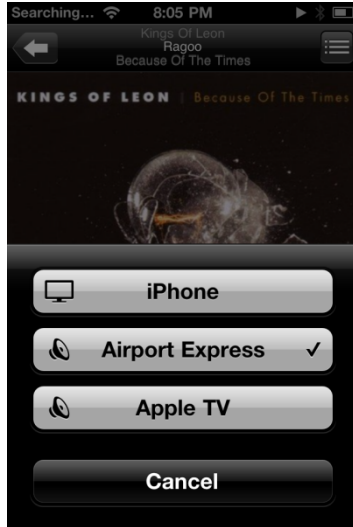 Searching... 8:05 PM
Kings Of Leon
Ragoo
Because Of The Times
KINGS OF LEON | Because Of The Times
iPhone
Airport Express ✓
Apple TV
Cancel